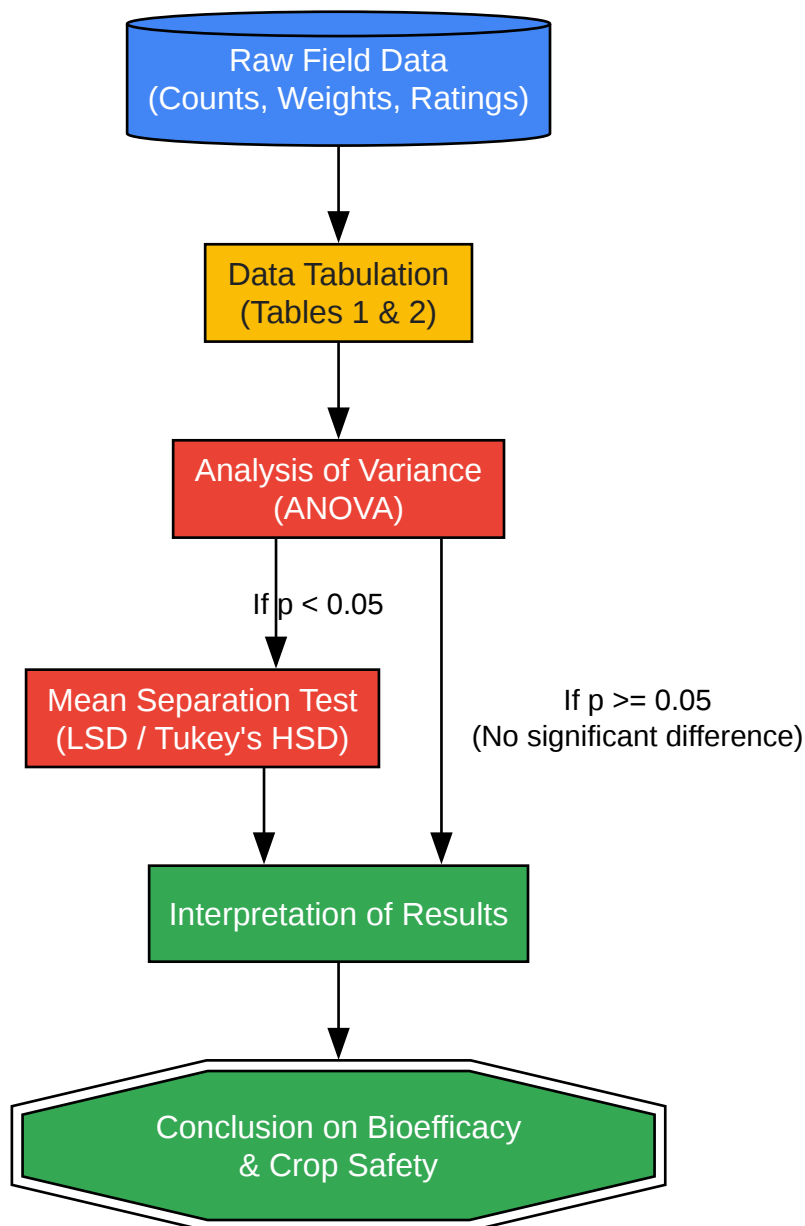 Raw Field Data
(Counts, Weights, Ratings)
Data Tabulation
(Tables 1 & 2)
Analysis of Variance
(ANOVA)
If p < 0.05
Mean Separation Test
(LSD / Tukey's HSD)
If p >= 0.05
(No significant difference)
Interpretation of Results
Conclusion on Bioefficacy
& Crop Safety